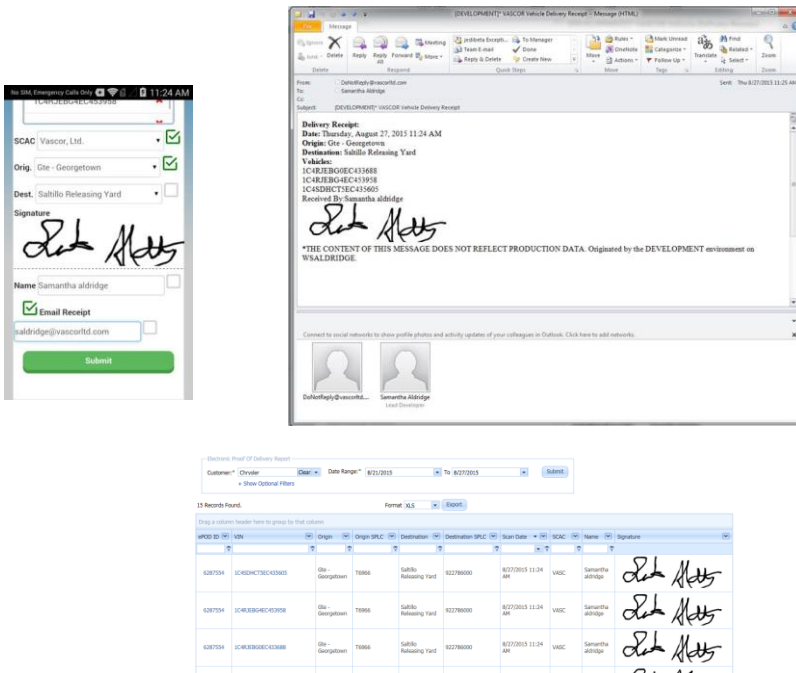 No SIM, Emergency Calls Only 11:24 AM
1C4RJEBG4EC453958
SCAC Vascor, Ltd.
Orig. Gte - Georgetown
Dest. Saltillo Releasing Yard
Signature
Name Samantha aldridge
Email Receipt
saldridge@vascorltd.com
Submit
[DEVELOPMENT]* VASCOR Vehicle Delivery Receipt - Message (HTML)
File Message
Ignore Delete Reply Reply All Forward Meeting More
Junk
To Manager
Team E-mail Done
Reply & Delete Create New
Move Rules OneNote Actions
Mark Unread Categorize Follow Up
Translate Find Related Select Zoom
Delete Respond Quick Steps Move Tags Editing Zoom
From: DoNotReply@vascorltd.com Sent: Thu 8/27/2015 11:25 AM
To: Samantha Aldridge
Cc:
Subject: [DEVELOPMENT]* VASCOR Vehicle Delivery Receipt
Delivery Receipt:
Date: Thursday, August 27, 2015 11:24 AM
Origin: Gte - Georgetown
Destination: Saltillo Releasing Yard
Vehicles:
1C4RJEBG0EC433688
1C4RJEBG4EC453958
1C4SDHCT5EC435605
Received By:Samantha aldridge
*THE CONTENT OF THIS MESSAGE DOES NOT REFLECT PRODUCTION DATA. Originated by the DEVELOPMENT environment on
WSALDRIDGE.
Connect to social networks to show profile photos and activity updates of your colleagues in Outlook. Click here to add networks.
DoNotReply@vascorltd.... Samantha Aldridge
Lead Developer
Electronic Proof Of Delivery Report
Customer:* Chrysler Clear Date Range:* 8/21/2015 To 8/27/2015 Submit
+ Show Optional Filters
15 Records Found. Format XLS Export
Drag a column header here to group by that column
ePOD ID VIN Origin Origin SPLC Destination Destination SPLC Scan Date SCAC Name Signature
6287554 1C4SDHCT5EC435605 Gte - Georgetown T6966 Saltillo Releasing Yard 922786000 8/27/2015 11:24 AM VASC Samantha aldridge
6287554 1C4RJEBG4EC453958 Gte - Georgetown T6966 Saltillo Releasing Yard 922786000 8/27/2015 11:24 AM VASC Samantha aldridge
6287554 1C4RJEBG0EC433688 Gte - Georgetown T6966 Saltillo Releasing Yard 922786000 8/27/2015 11:24 AM VASC Samantha aldridge